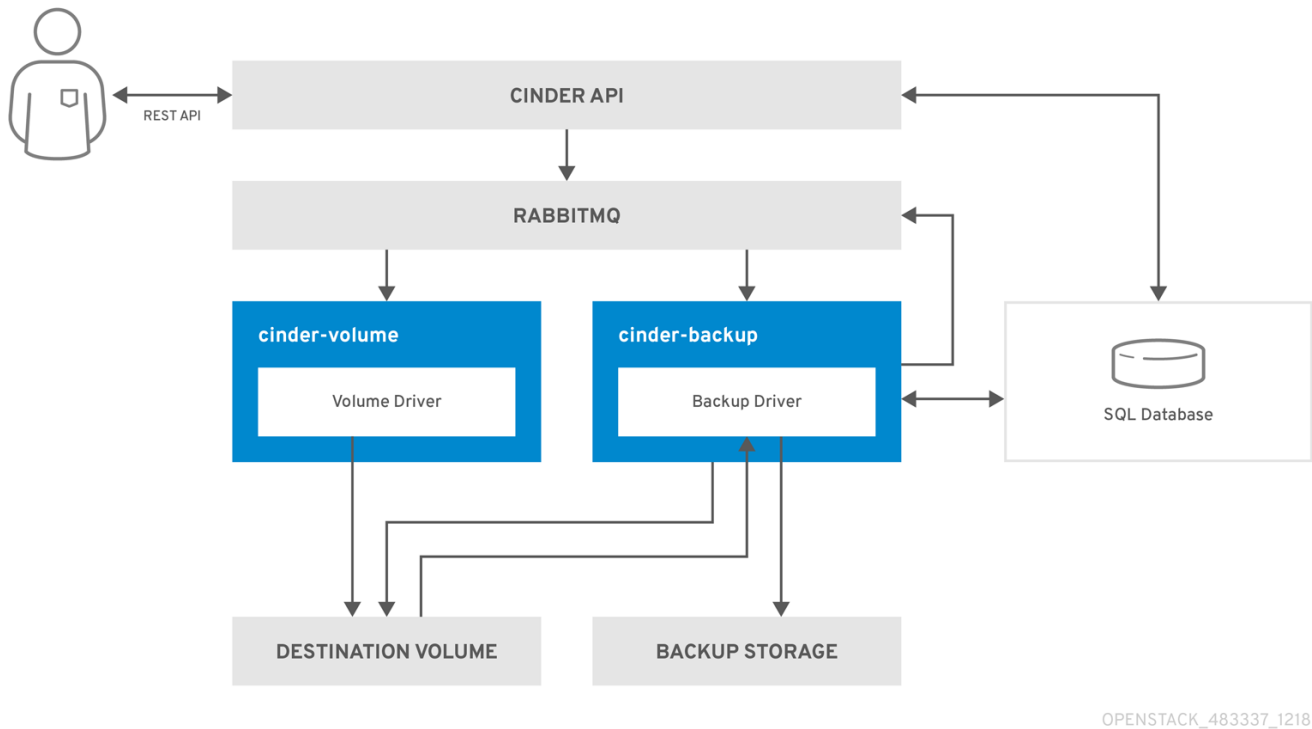 REST API
CINDER API
RABBITMQ
cinder-volume
Volume Driver
cinder-backup
Backup Driver
SQL Database
DESTINATION VOLUME
BACKUP STORAGE
OPENSTACK_483337_1218